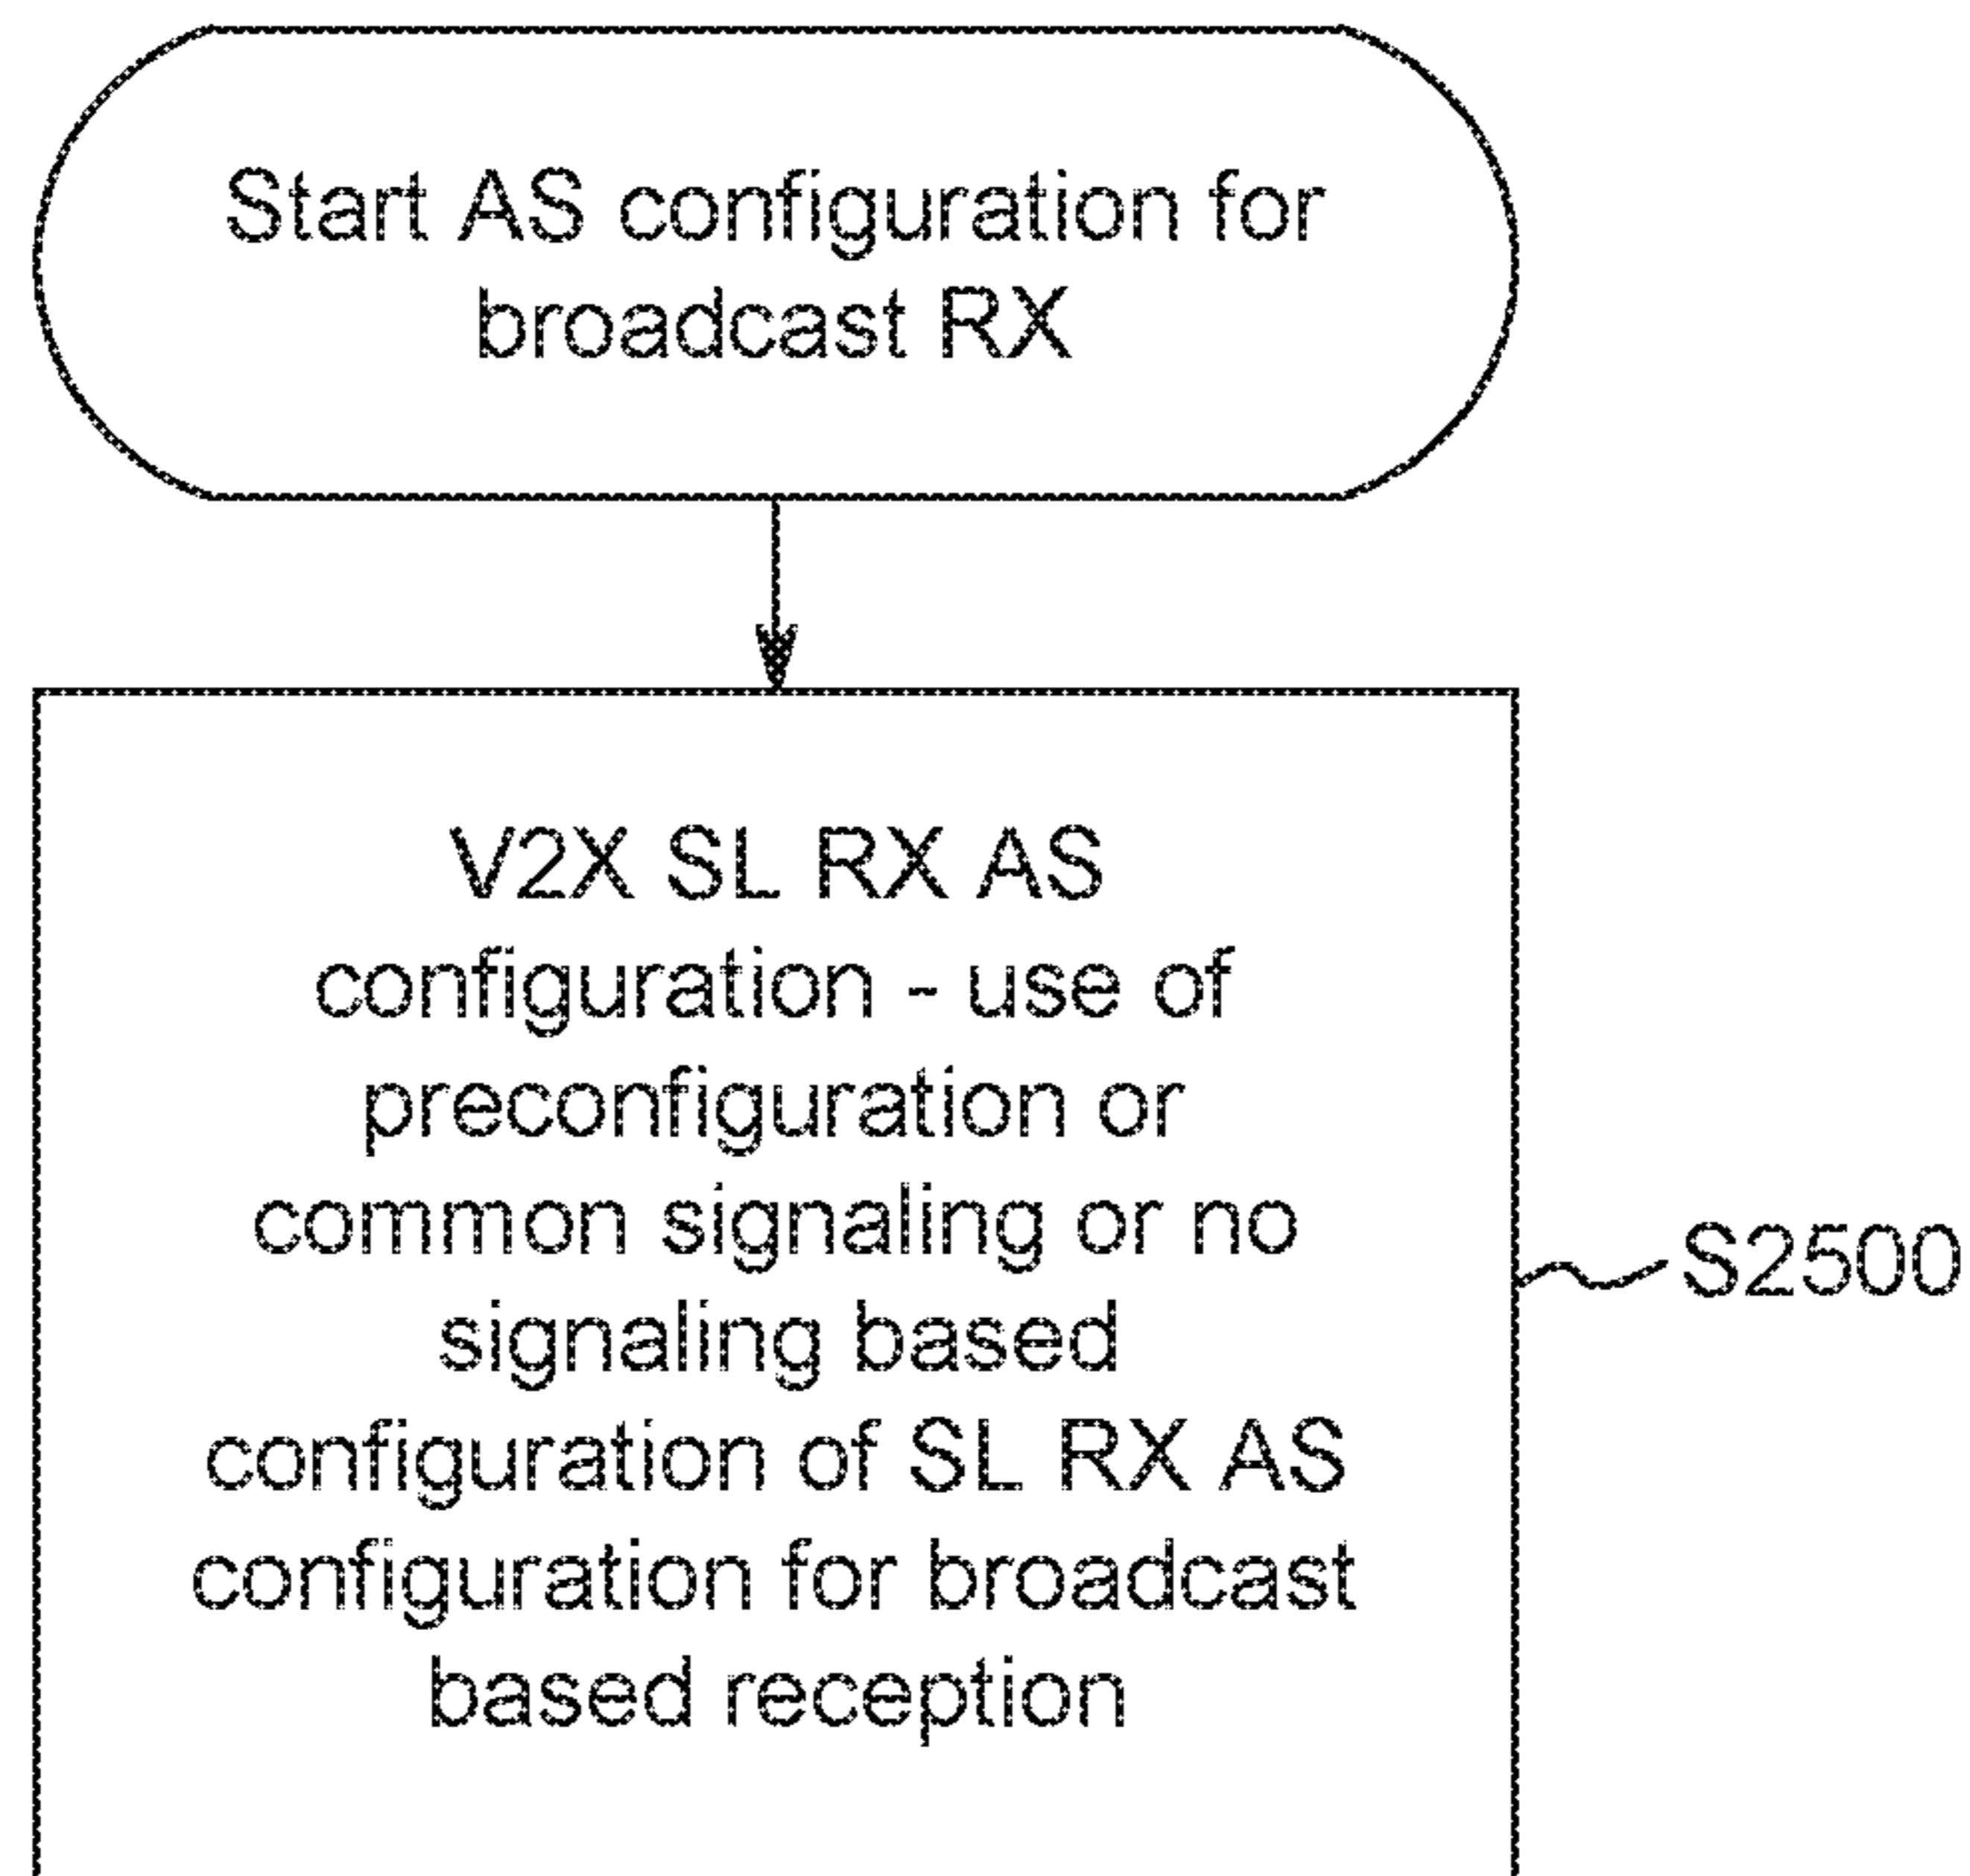 Start AS configuration for
broadcast RX
V2X SL RX AS
configuration - use of
preconfiguration or
common signaling or no
signaling based
configuration of SL RX AS
configuration for broadcast
based reception
S2500